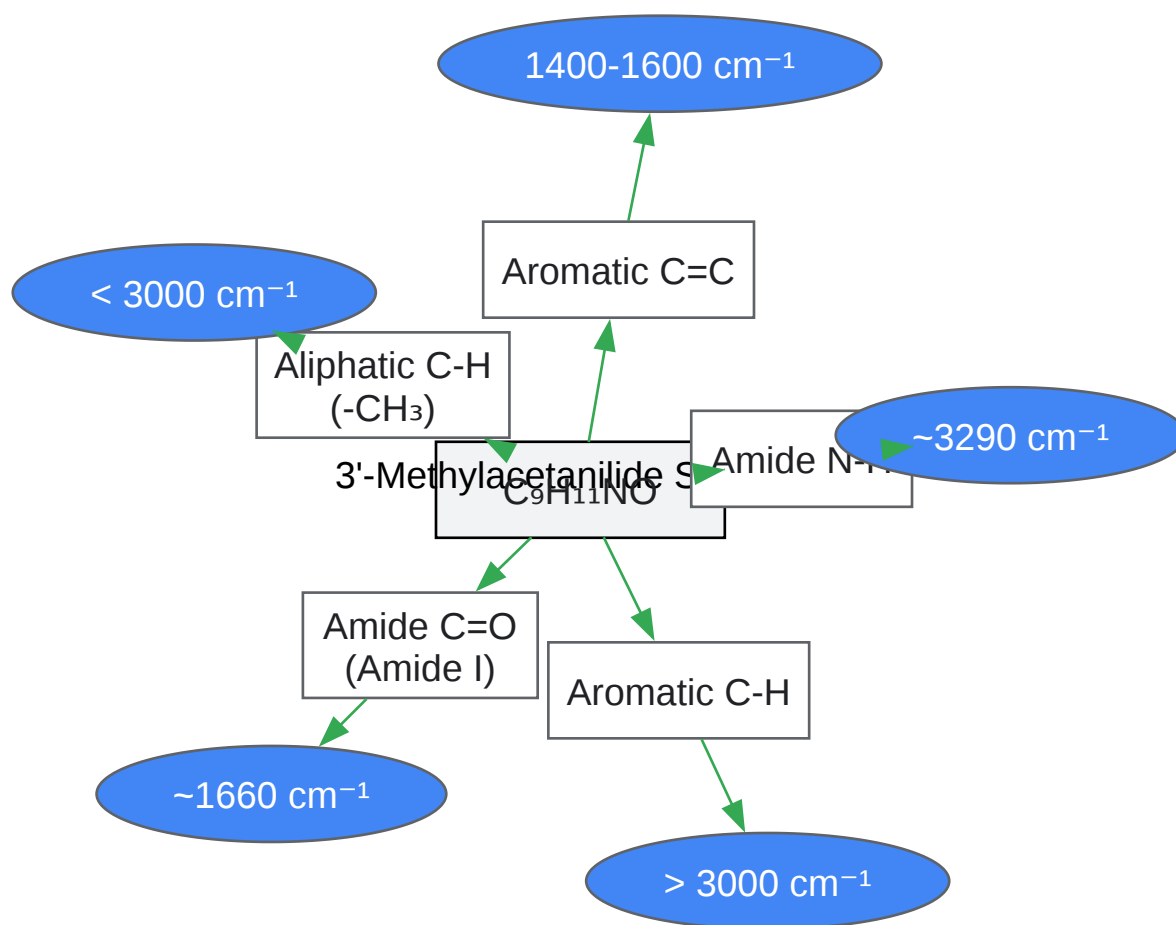 1400-1600 cm⁻¹
Aromatic C=C
< 3000 cm⁻¹
Aliphatic C-H
(-CH₃)
~3290 cm⁻¹
Amide N-H
3'-Methylacetanilide
C₉H₁₁NO
Amide C=O
(Amide I)
Aromatic C-H
~1660 cm⁻¹
> 3000 cm⁻¹